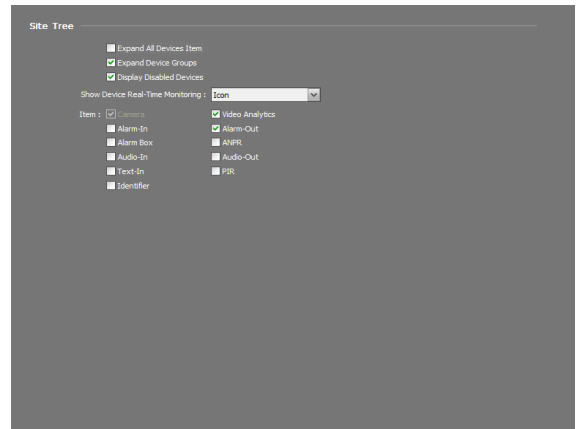 Site Tree
Expand All Devices Item
Expand Device Groups
Display Disabled Devices
Show Device Real-Time Monitoring : Icon
Item : Camera Video Analytics
Alarm-In Alarm-Out
Alarm Box ANPR
Audio-In Audio-Out
Text-In PIR
Identifier